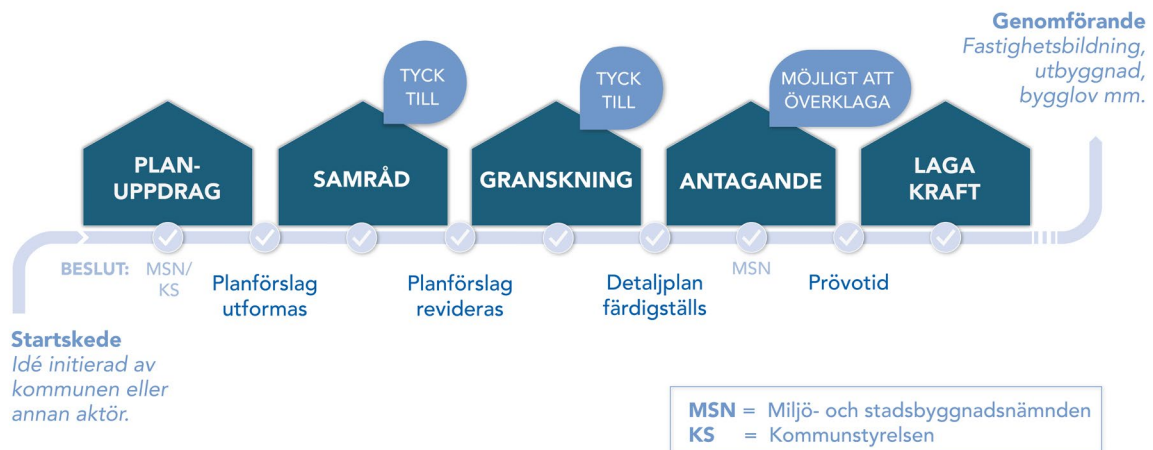 Genomförande
Fastighetsbildning,
utbyggnad,
bygglov mm.
TYCK
TILL
TYCK
TILL
MÖJLIGT ATT
ÖVERKLAGA
PLAN-
UPPDRAG
SAMRÅD
GRANSKNING
ANTAGANDE
LAGA
KRAFT
BESLUT:
MSN/
KS
Planförslag
utformas
Planförslag
revideras
Detaljplan
färdigställs
MSN
Prövotid
Startskede
Idé initierad av
kommunen eller
annan aktör.
MSN = Miljö- och stadsbyggnadsnämnden
KS = Kommunstyrelsen